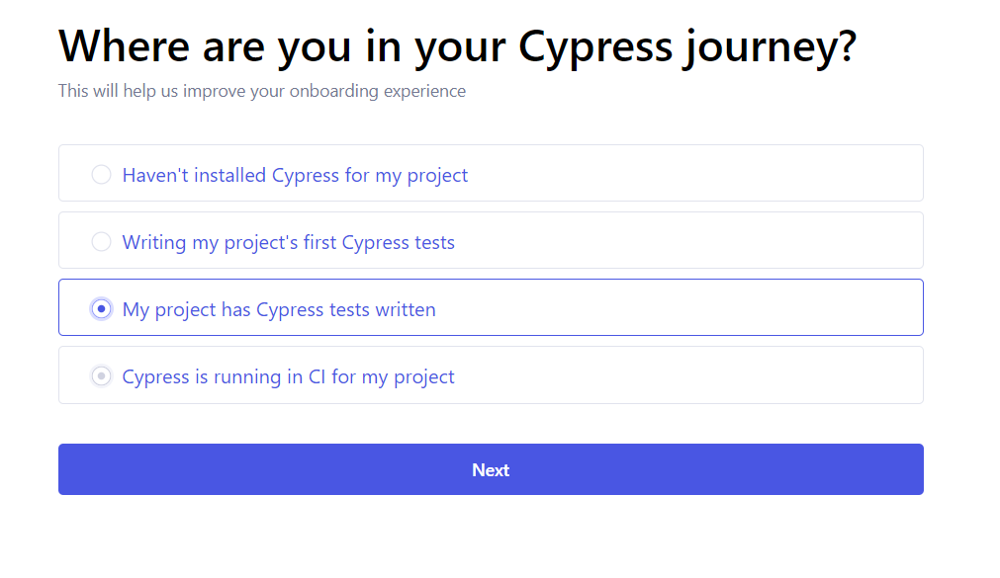 Where are you in your Cypress journey?
This will help us improve your onboarding experience
Haven't installed Cypress for my project
Writing my project's first Cypress tests
My project has Cypress tests written
Cypress is running in CI for my project
Next